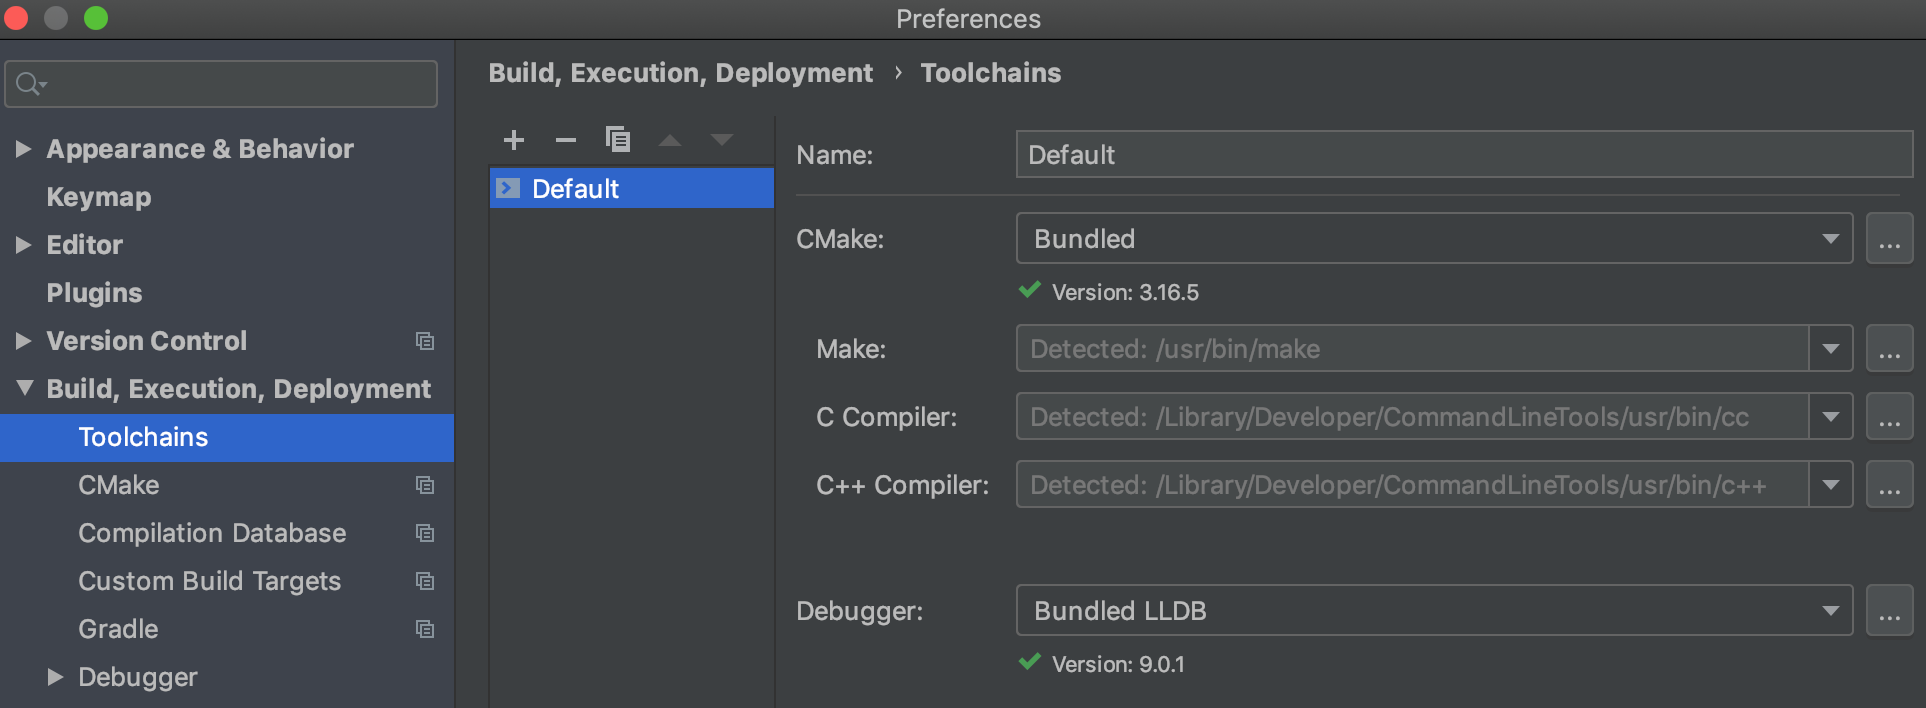 Preferences
Appearance & Behavior
Keymap
Editor
Plugins
Version Control
Build, Execution, Deployment
Toolchains
CMake
Compilation Database
Custom Build Targets
Gradle
Debugger
Build, Execution, Deployment › Toolchains
Default
Name: Default
CMake: Bundled ...
Version: 3.16.5
Make: Detected: /usr/bin/make ...
C Compiler: Detected: /Library/Developer/CommandLineTools/usr/bin/cc ...
C++ Compiler: Detected: /Library/Developer/CommandLineTools/usr/bin/c++ ...
Debugger: Bundled LLDB ...
Version: 9.0.1